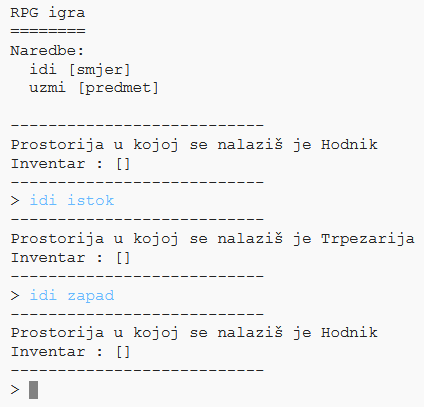 RPG igra
========
Naredbe:
  idi [smjer]
  uzmi [predmet]

---------------------------
Prostorija u kojoj se nalaziš je Hodnik
Inventar : []
---------------------------
> idi istok
---------------------------
Prostorija u kojoj se nalaziš je Trpezarija
Inventar : []
---------------------------
> idi zapad
---------------------------
Prostorija u kojoj se nalaziš je Hodnik
Inventar : []
---------------------------
>